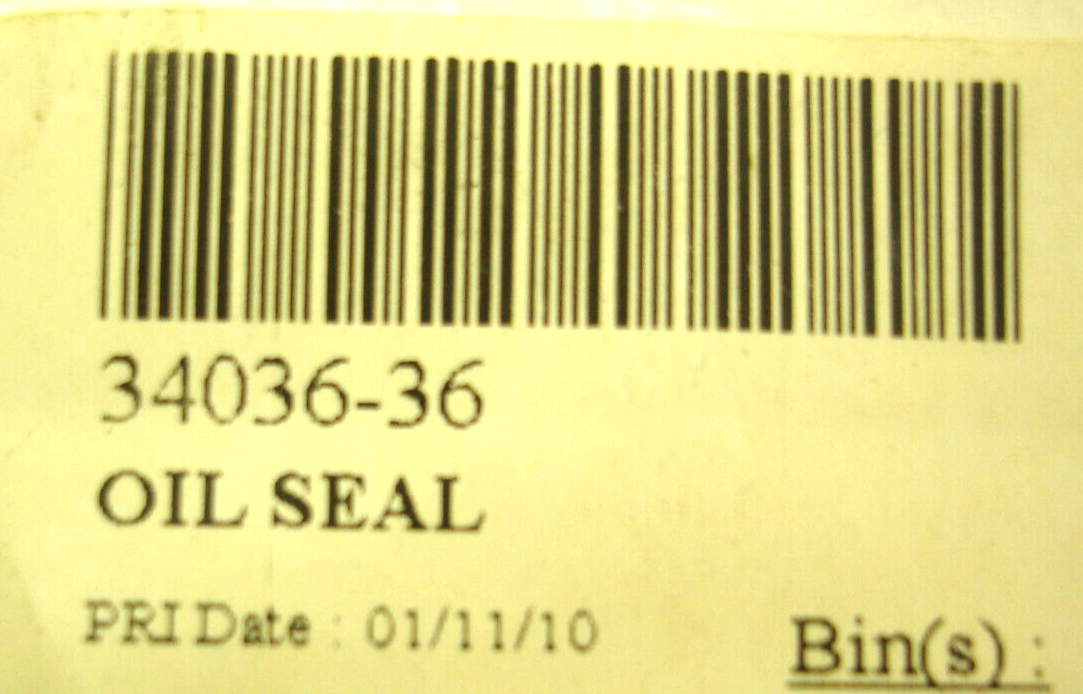 34036-36
OIL SEAL
PRI Date : 01/11/10
Bin(s) :